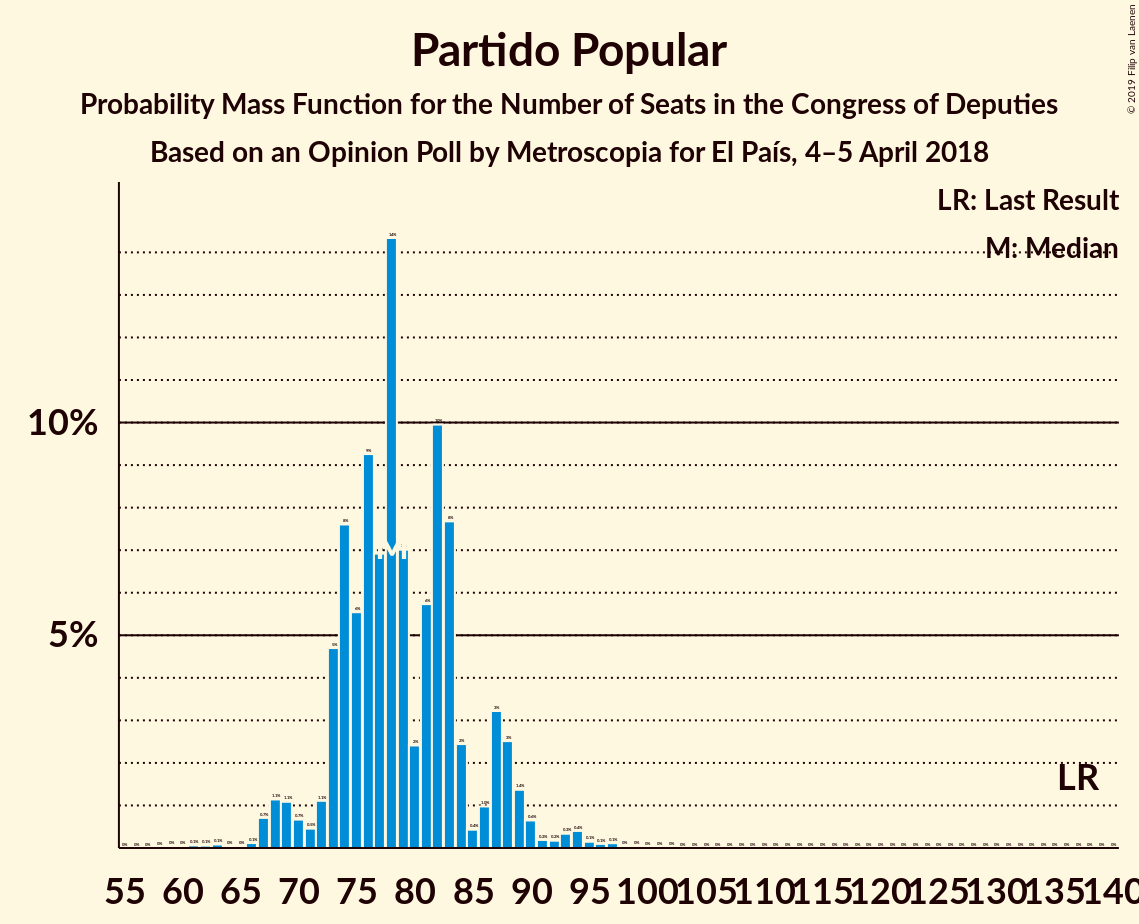 Partido Popular
Probability Mass Function for the Number of Seats in the Congress of Deputies
Based on an Opinion Poll by Metroscopia for El País, 4–5 April 2018
© 2019 Filip van Laenen
LR: Last Result
M: Median
10%
5%
M
LR
55 60 65 70 75 80 85 90 95 100 105 110 115 120 125 130 135 140